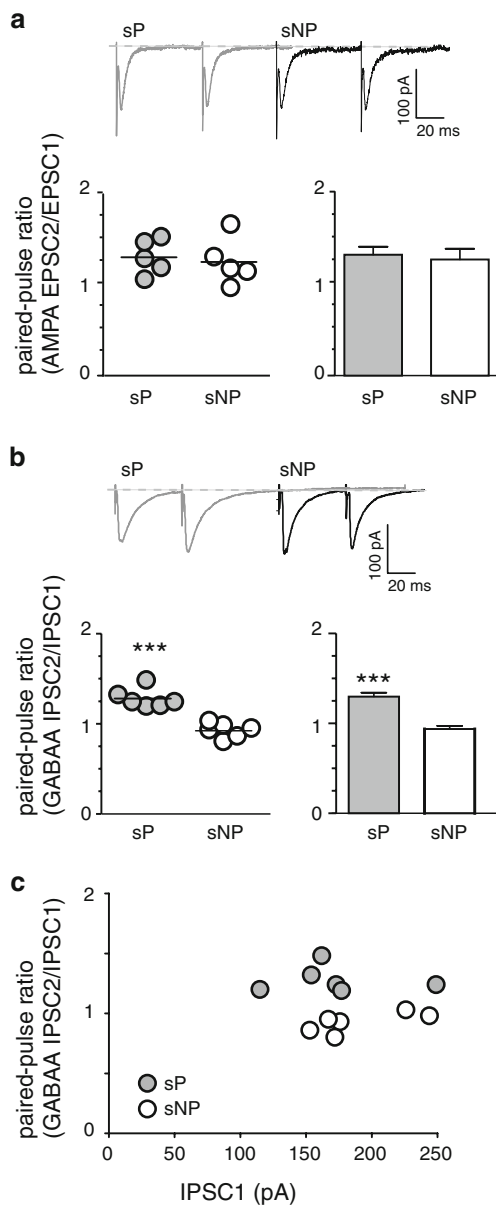 a
sP
sNP
100 pA
20 ms
paired-pulse ratio
(AMPA EPSC2/EPSC1)
2
1
0
sP
sNP
2
1
0
sP
sNP
b
sP
sNP
100 pA
20 ms
paired-pulse ratio
(GABAA IPSC2/IPSC1)
2
1
0
***
sP
sNP
2
1
0
***
sP
sNP
c
paired-pulse ratio
(GABAA IPSC2/IPSC1)
2
1
0
sP
sNP
0
50
100
150
200
250
IPSC1 (pA)